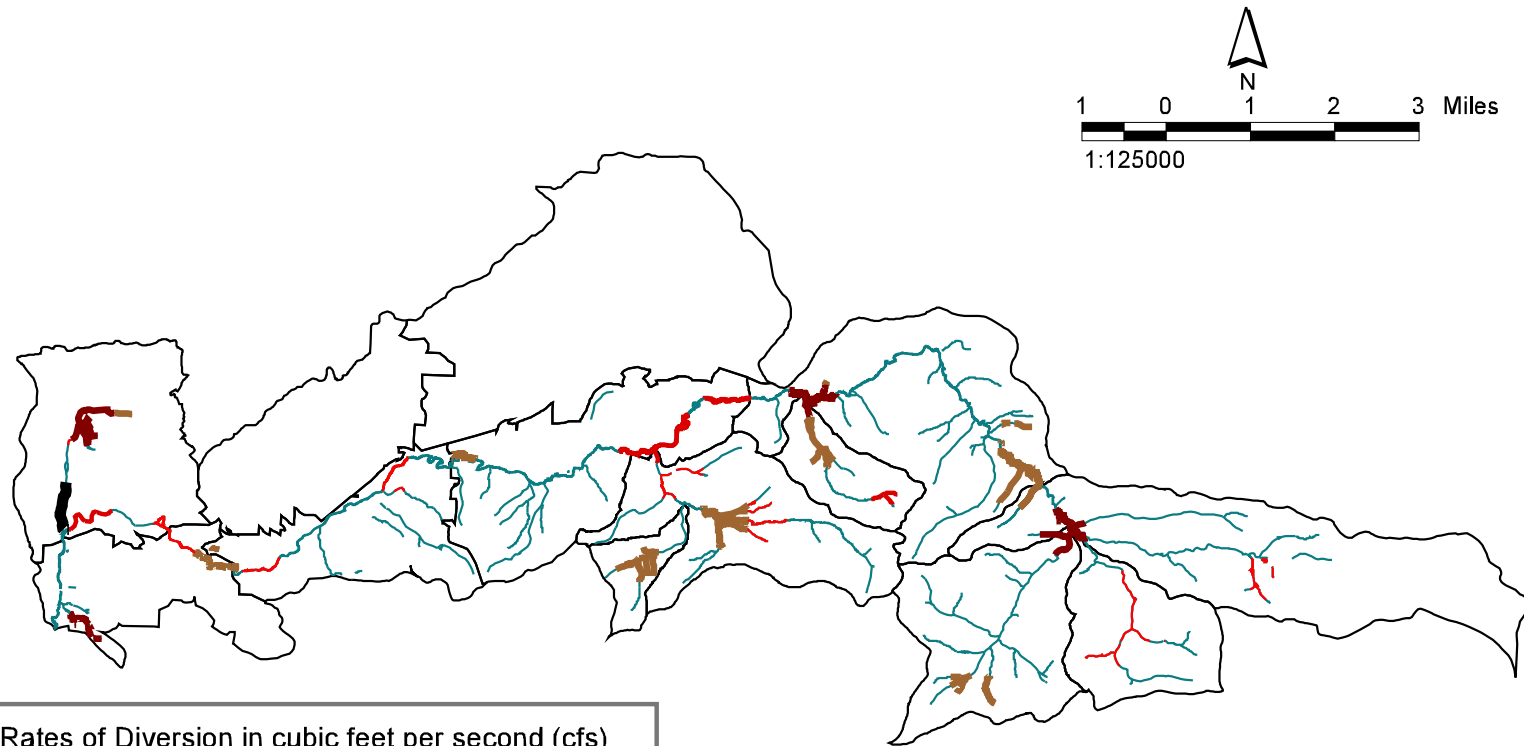 N
1 0 1 2 3 Miles
1:125000
Rates of Diversion in cubic feet per second (cfs)